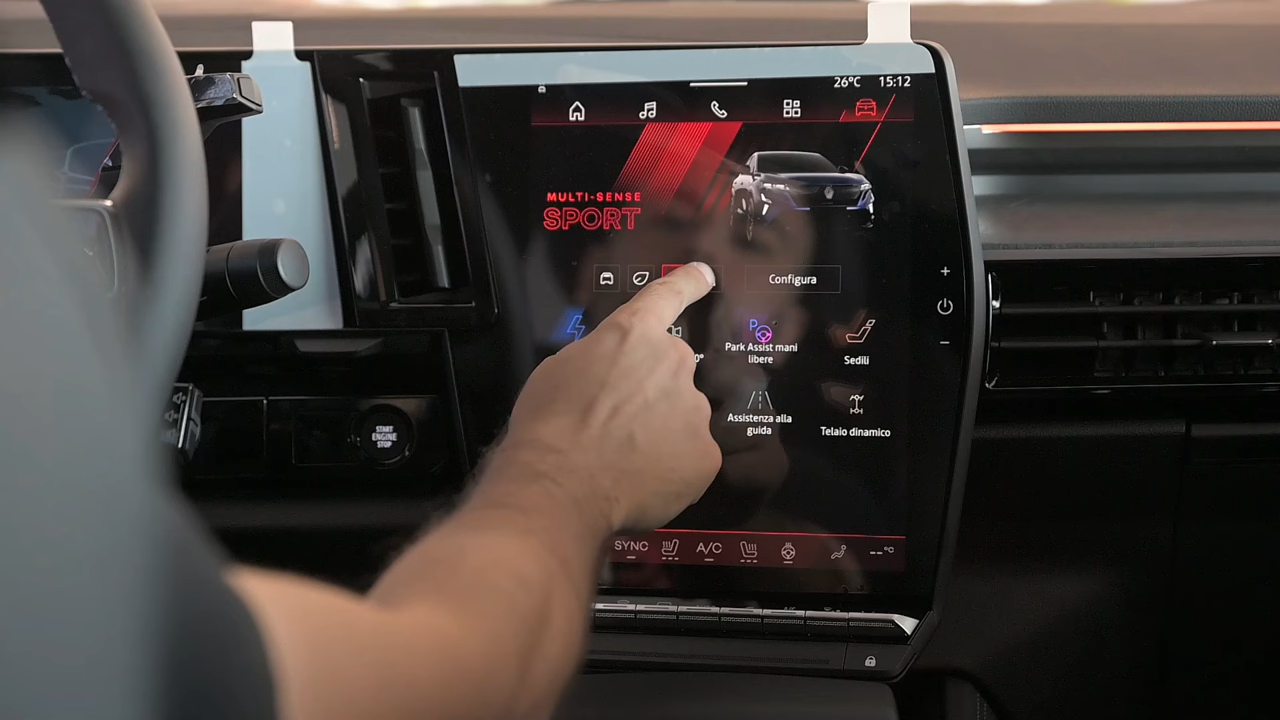 26°C 15:12
MULTI-SENSE
SPORT
Configura
Park Assist mani
libere
Sedili
0°
Assistenza alla
guida
Telaio dinamico
START
ENGINE
STOP
SYNC A/C --°C